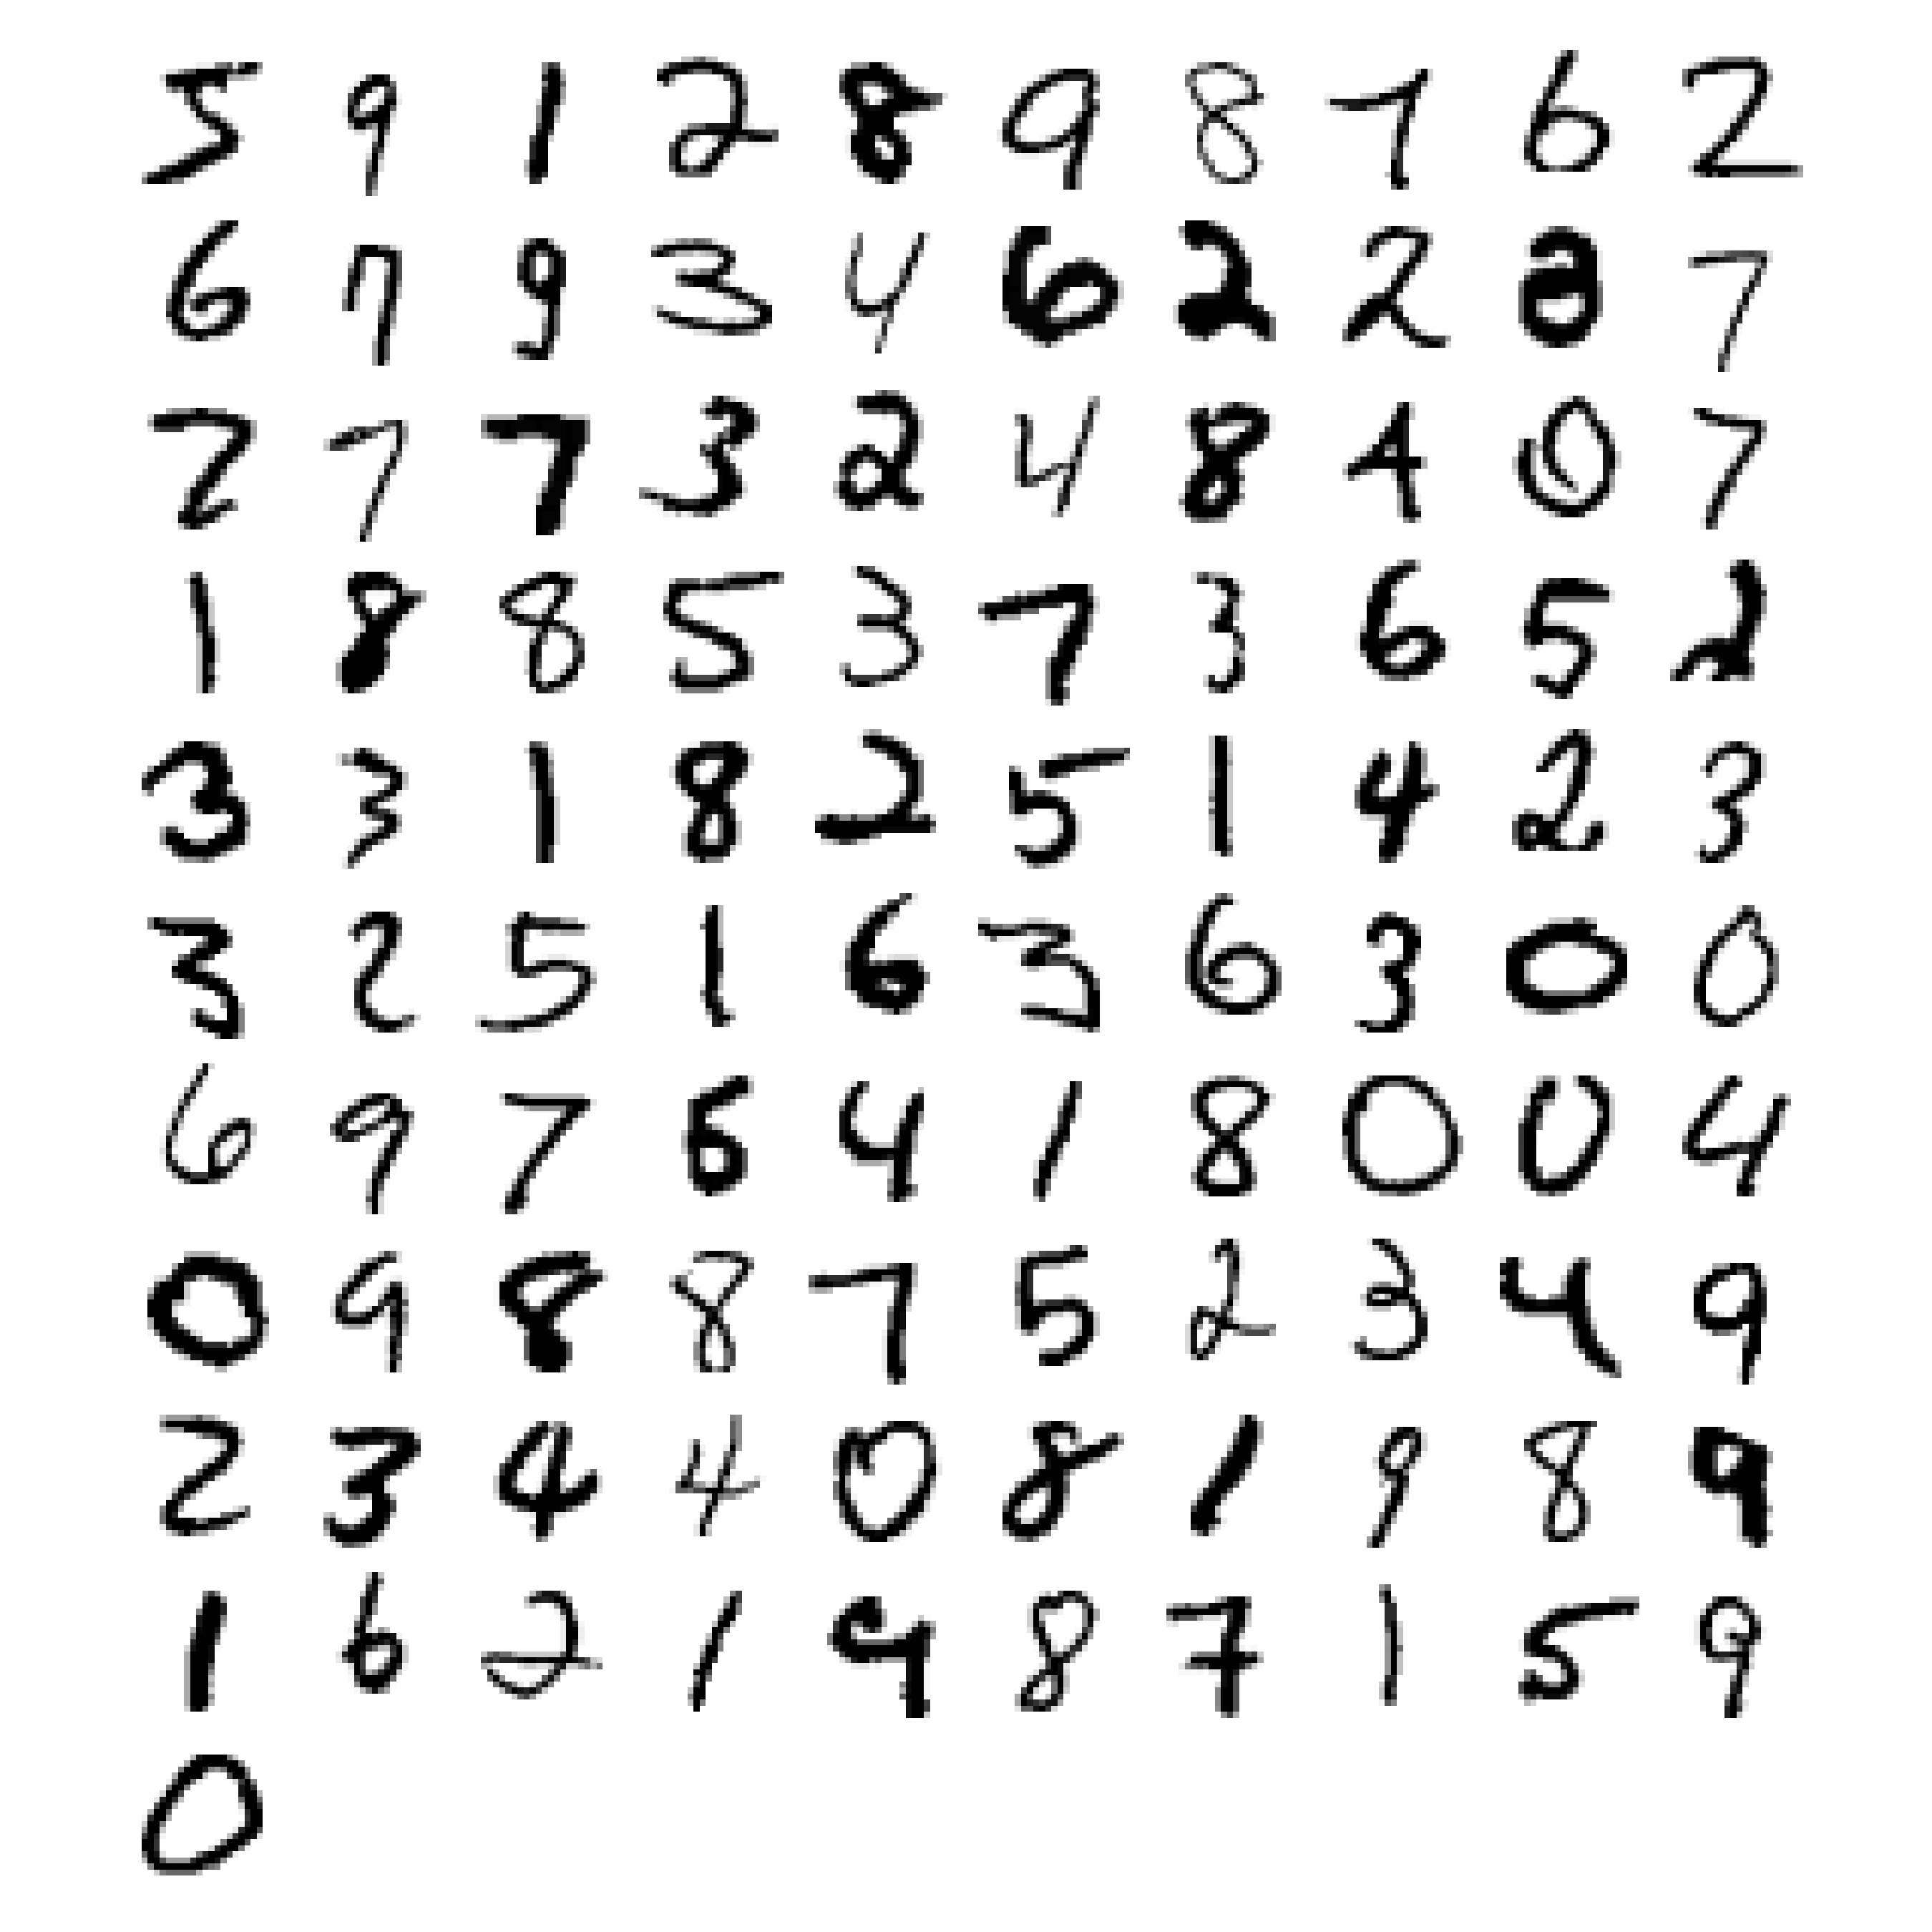 5 9 1 2 8 9 8 7 6 2
6 7 9 3 4 6 2 2 8 7
2 7 7 3 2 4 8 4 0 7
1 8 8 5 3 7 3 6 5 2
3 3 1 8 2 5 1 4 2 3
3 2 5 1 6 3 6 3 0 0
6 9 7 6 4 1 8 0 0 4
0 9 8 8 7 5 2 3 4 9
2 3 4 4 0 8 1 9 8 9
1 6 2 1 9 8 7 1 5 9
0